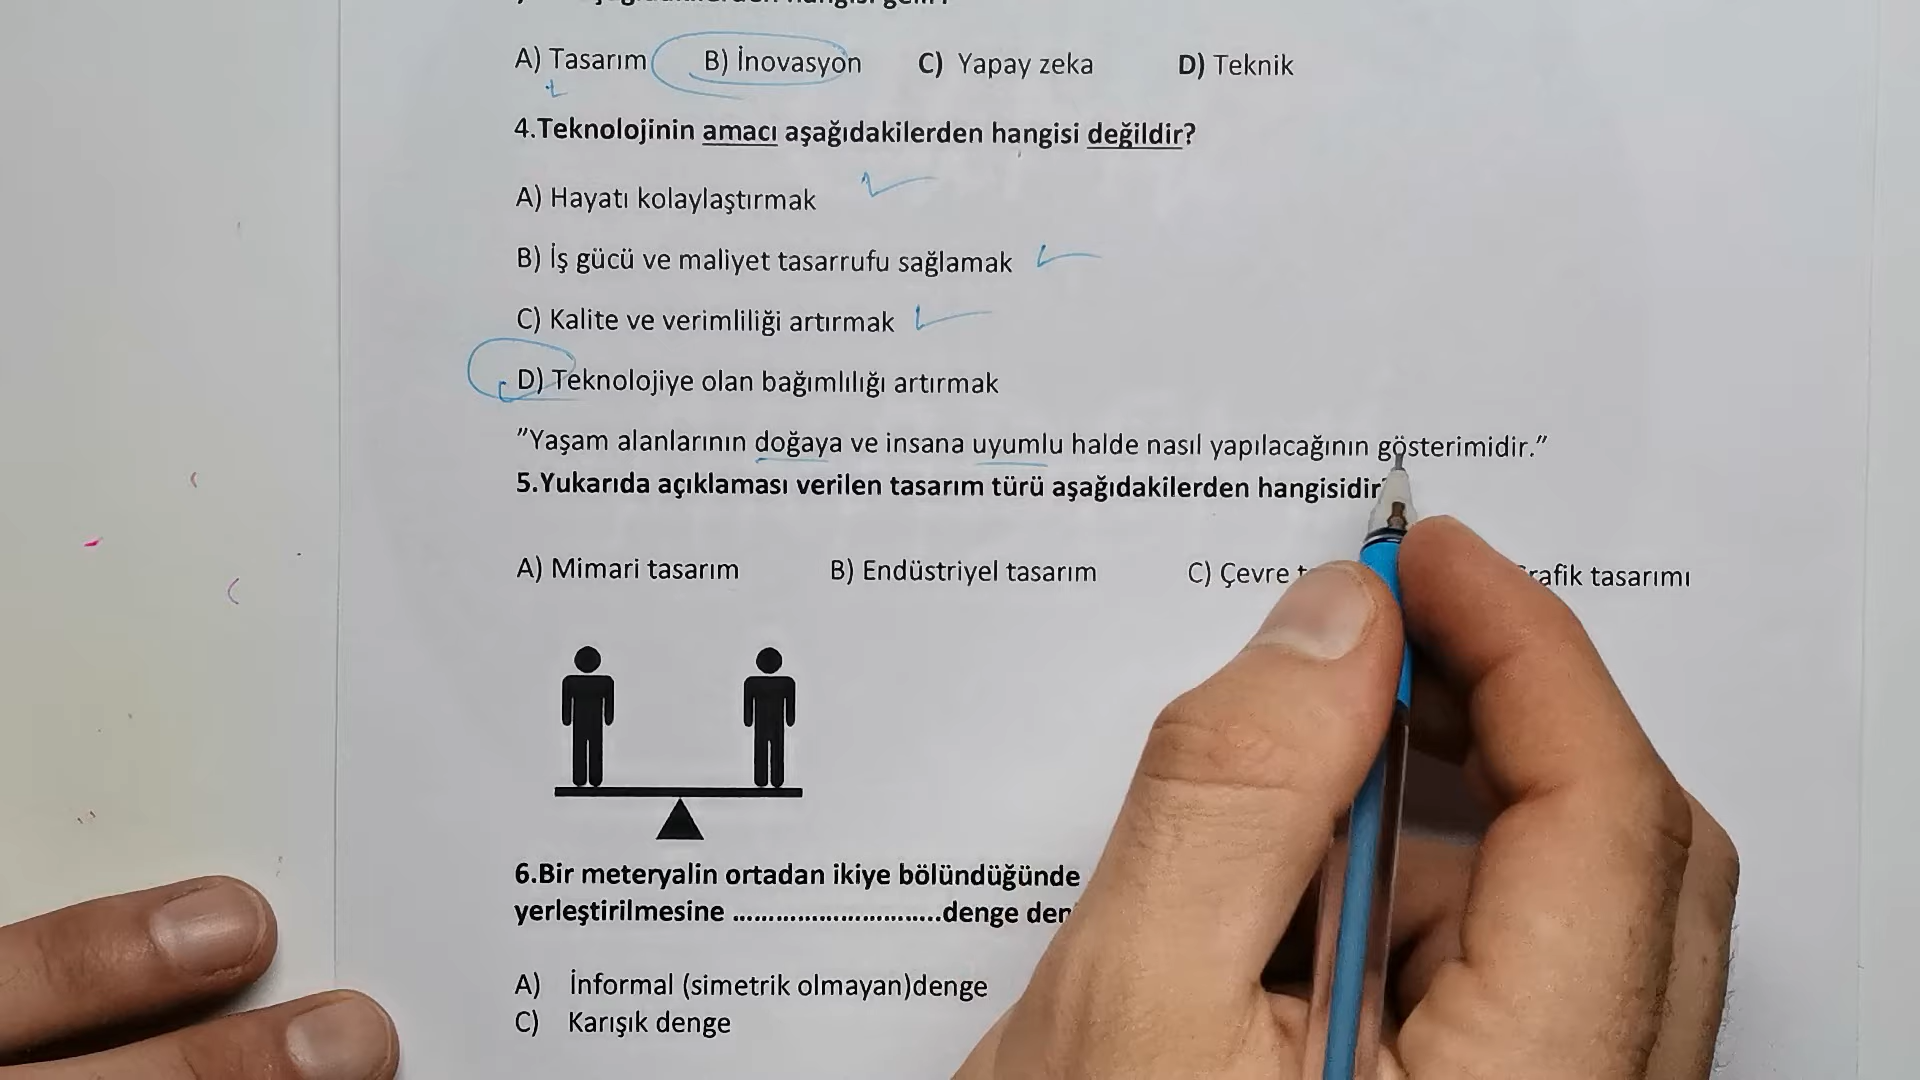 A) Tasarım B) İnovasyon C) Yapay zeka D) Teknik
4.Teknolojinin amacı aşağıdakilerden hangisi değildir?
A) Hayatı kolaylaştırmak
B) İş gücü ve maliyet tasarrufu sağlamak
C) Kalite ve verimliliği artırmak
D) Teknolojiye olan bağımlılığı artırmak
"Yaşam alanlarının doğaya ve insana uyumlu halde nasıl yapılacağının gösterimidir."
5.Yukarıda açıklaması verilen tasarım türü aşağıdakilerden hangisidir
A) Mimari tasarım B) Endüstriyel tasarım C) Çevre tasarımı
6.Bir meteryalin ortadan ikiye bölündüğünde
yerleştirilmesine ............................denge
A) İnformal (simetrik olmayan)denge
C) Karışık denge